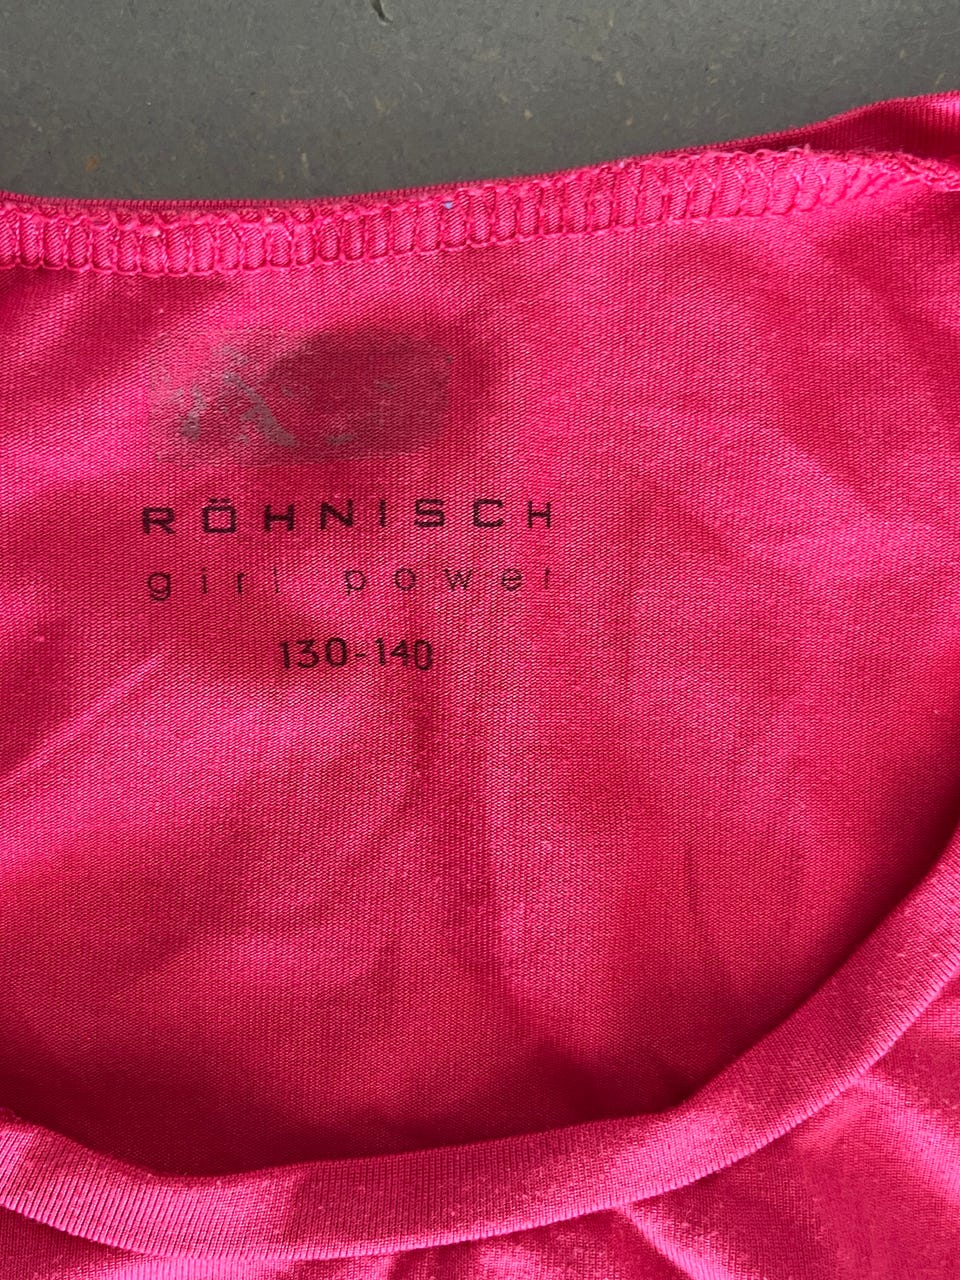 RÖHNISCH
girl power
130-140